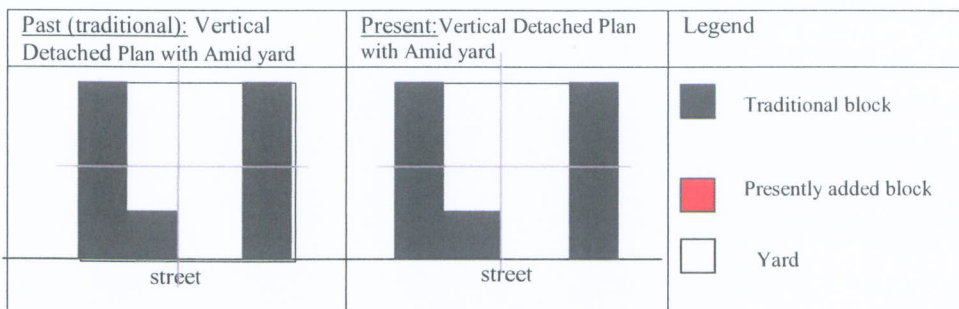 Past (traditional): Vertical
Detached Plan with Amid yard
Present:Vertical Detached Plan
with Amid yard
Legend
Traditional block
Presently added block
Yard
street
street